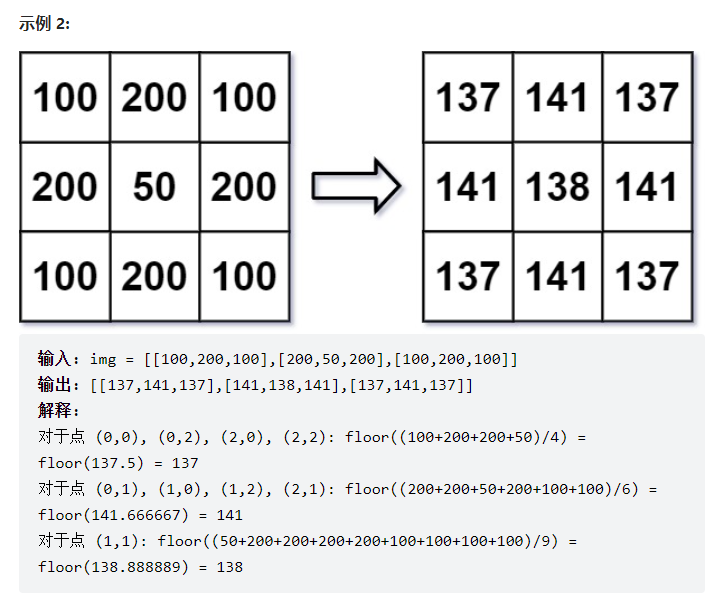 示例 2:
100 200 100 137 141 137
200 50 200 141 138 141
100 200 100 137 141 137
输入：img = [[100,200,100],[200,50,200],[100,200,100]]
输出：[[137,141,137],[141,138,141],[137,141,137]]
解释：
对于点 (0,0), (0,2), (2,0), (2,2): floor((100+200+200+50)/4) =
floor(137.5) = 137
对于点 (0,1), (1,0), (1,2), (2,1): floor((200+200+50+200+100+100)/6) =
floor(141.666667) = 141
对于点 (1,1): floor((50+200+200+200+200+100+100+100+100)/9) =
floor(138.888889) = 138